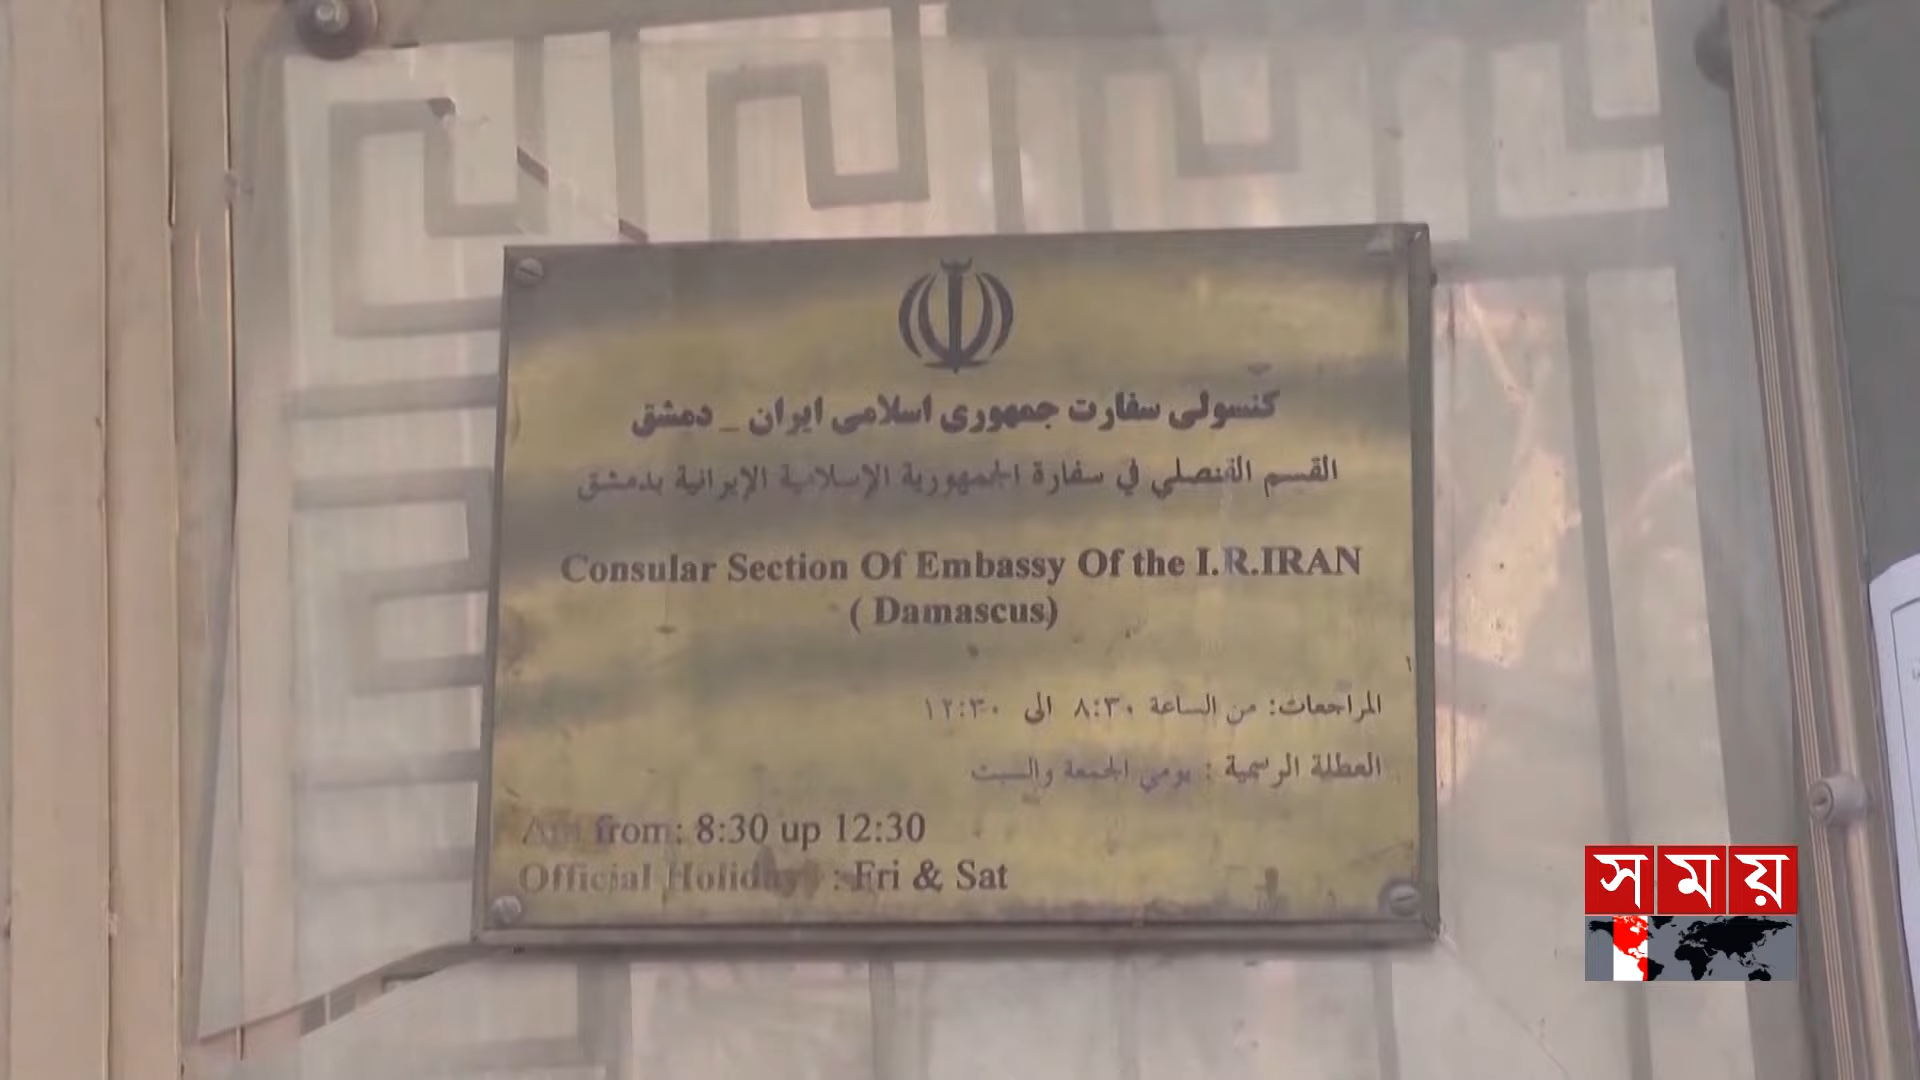 کنسولی سفارت جمهوری اسلامی ایران _ دمشق
القسم القنصلي في سفارة الجمهورية الإسلامية الإيرانية بدمشق
Consular Section Of Embassy Of the I.R.IRAN
( Damascus)
المراجعات: من الساعة ٨:٣٠ الى ١٢:٣٠
العطلة الرسمية : يومي الجمعة والسبت
from: 8:30 up 12:30
Official Holiday : Fri & Sat
সময়